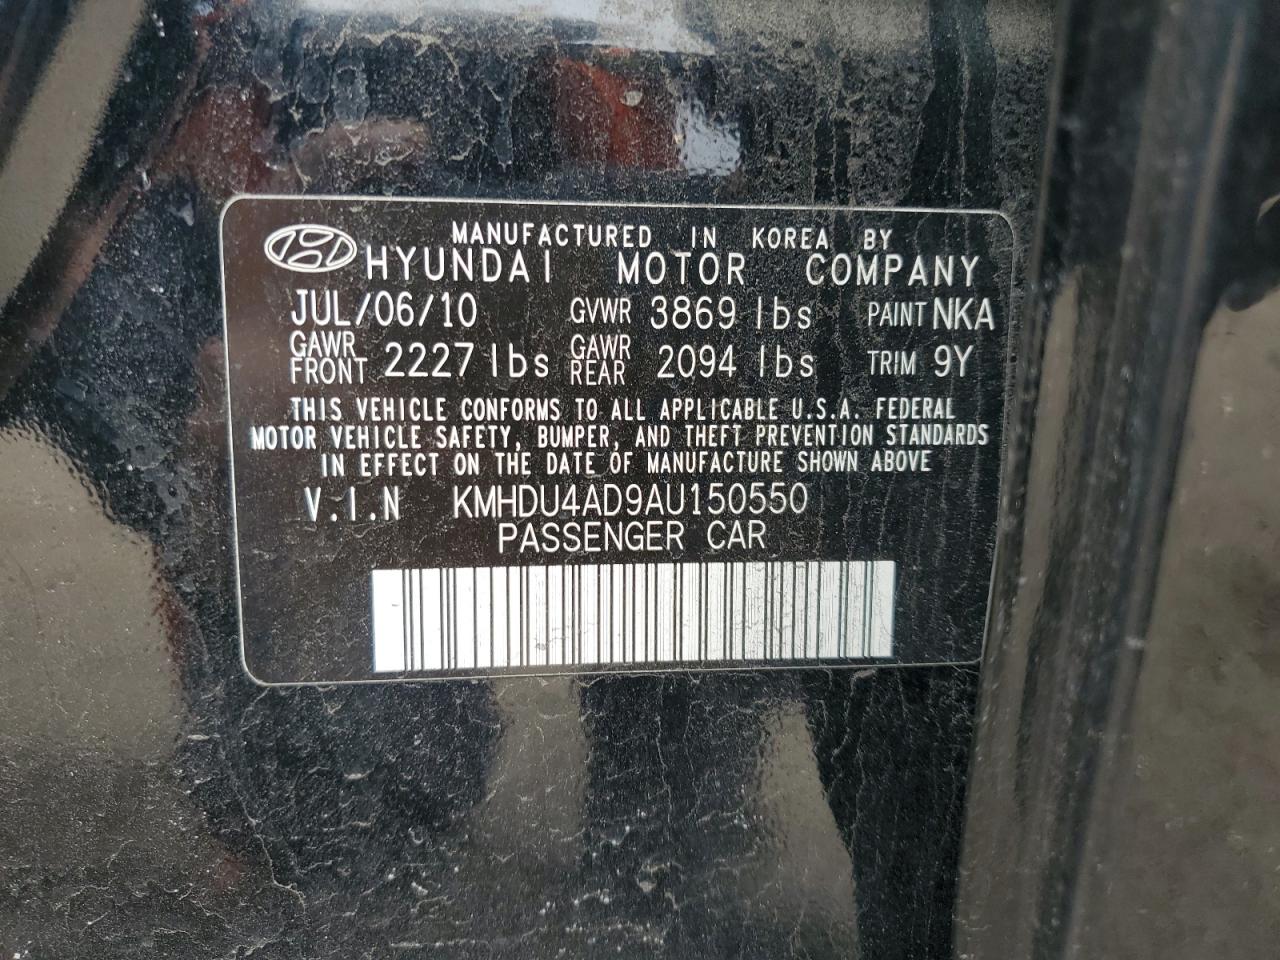 MANUFACTURED IN KOREA BY
HYUNDAI MOTOR COMPANY
JUL/06/10 GVWR 3869 lbs PAINT NKA
GAWR FRONT 2227 lbs GAWR REAR 2094 lbs TRIM 9Y
THIS VEHICLE CONFORMS TO ALL APPLICABLE U.S.A. FEDERAL
MOTOR VEHICLE SAFETY, BUMPER, AND THEFT PREVENTION STANDARDS
IN EFFECT ON THE DATE OF MANUFACTURE SHOWN ABOVE
V.I.N KMHDU4AD9AU150550
PASSENGER CAR